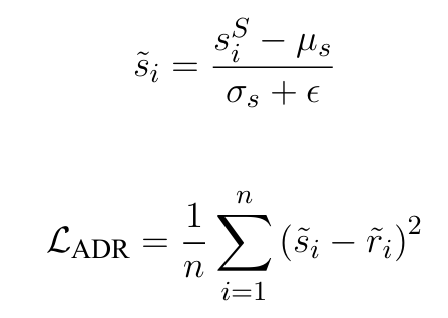 s̃ᵢ = (sᵢˢ − μₛ) / (σₛ + ϵ)
ℒ_ADR = (1/n) ∑ᵢ₌₁ⁿ (s̃ᵢ − r̃ᵢ)²